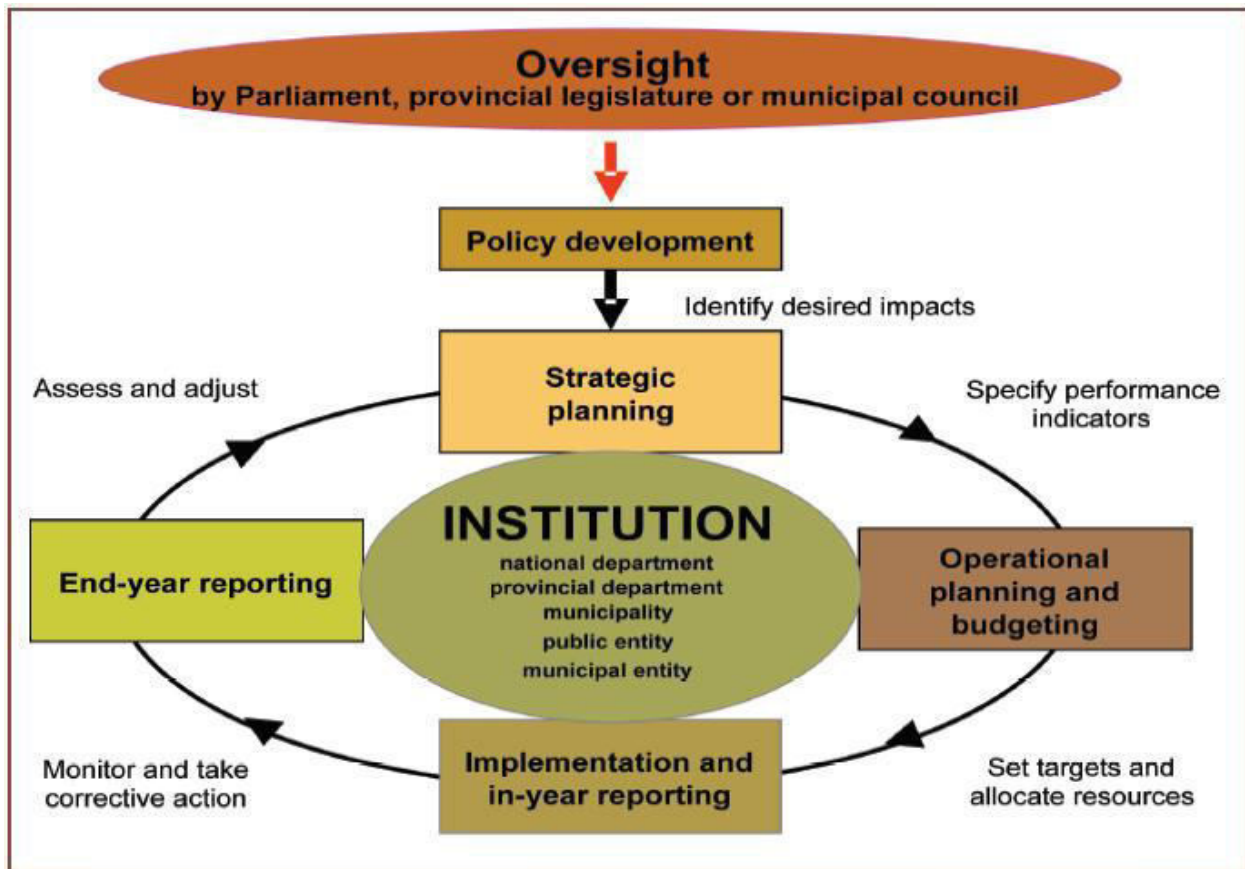 Oversight
by Parliament, provincial legislature or municipal council
Policy development
Identify desired impacts
Strategic
planning
Assess and adjust
Specify performance
indicators
INSTITUTION
national department
provincial department
municipality
public entity
municipal entity
End-year reporting
Operational
planning and
budgeting
Implementation and
in-year reporting
Monitor and take
corrective action
Set targets and
allocate resources